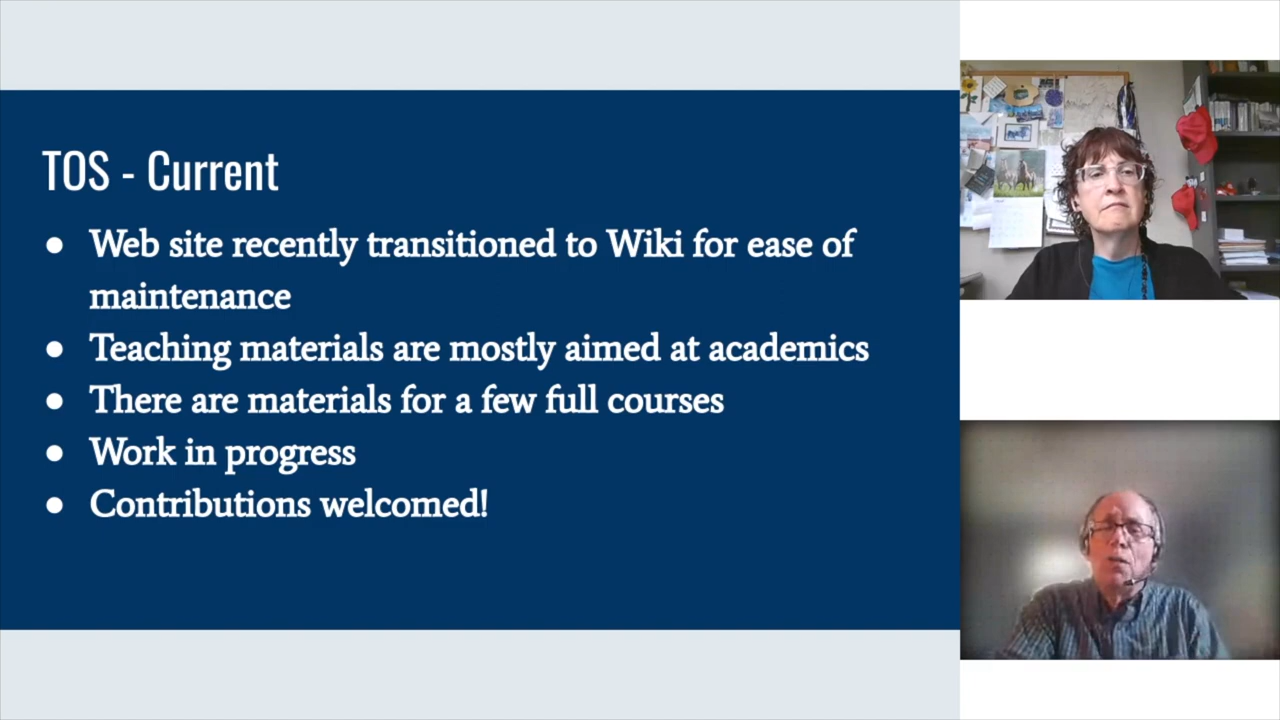 TOS - Current
● Web site recently transitioned to Wiki for ease of
maintenance
● Teaching materials are mostly aimed at academics
● There are materials for a few full courses
● Work in progress
● Contributions welcomed!